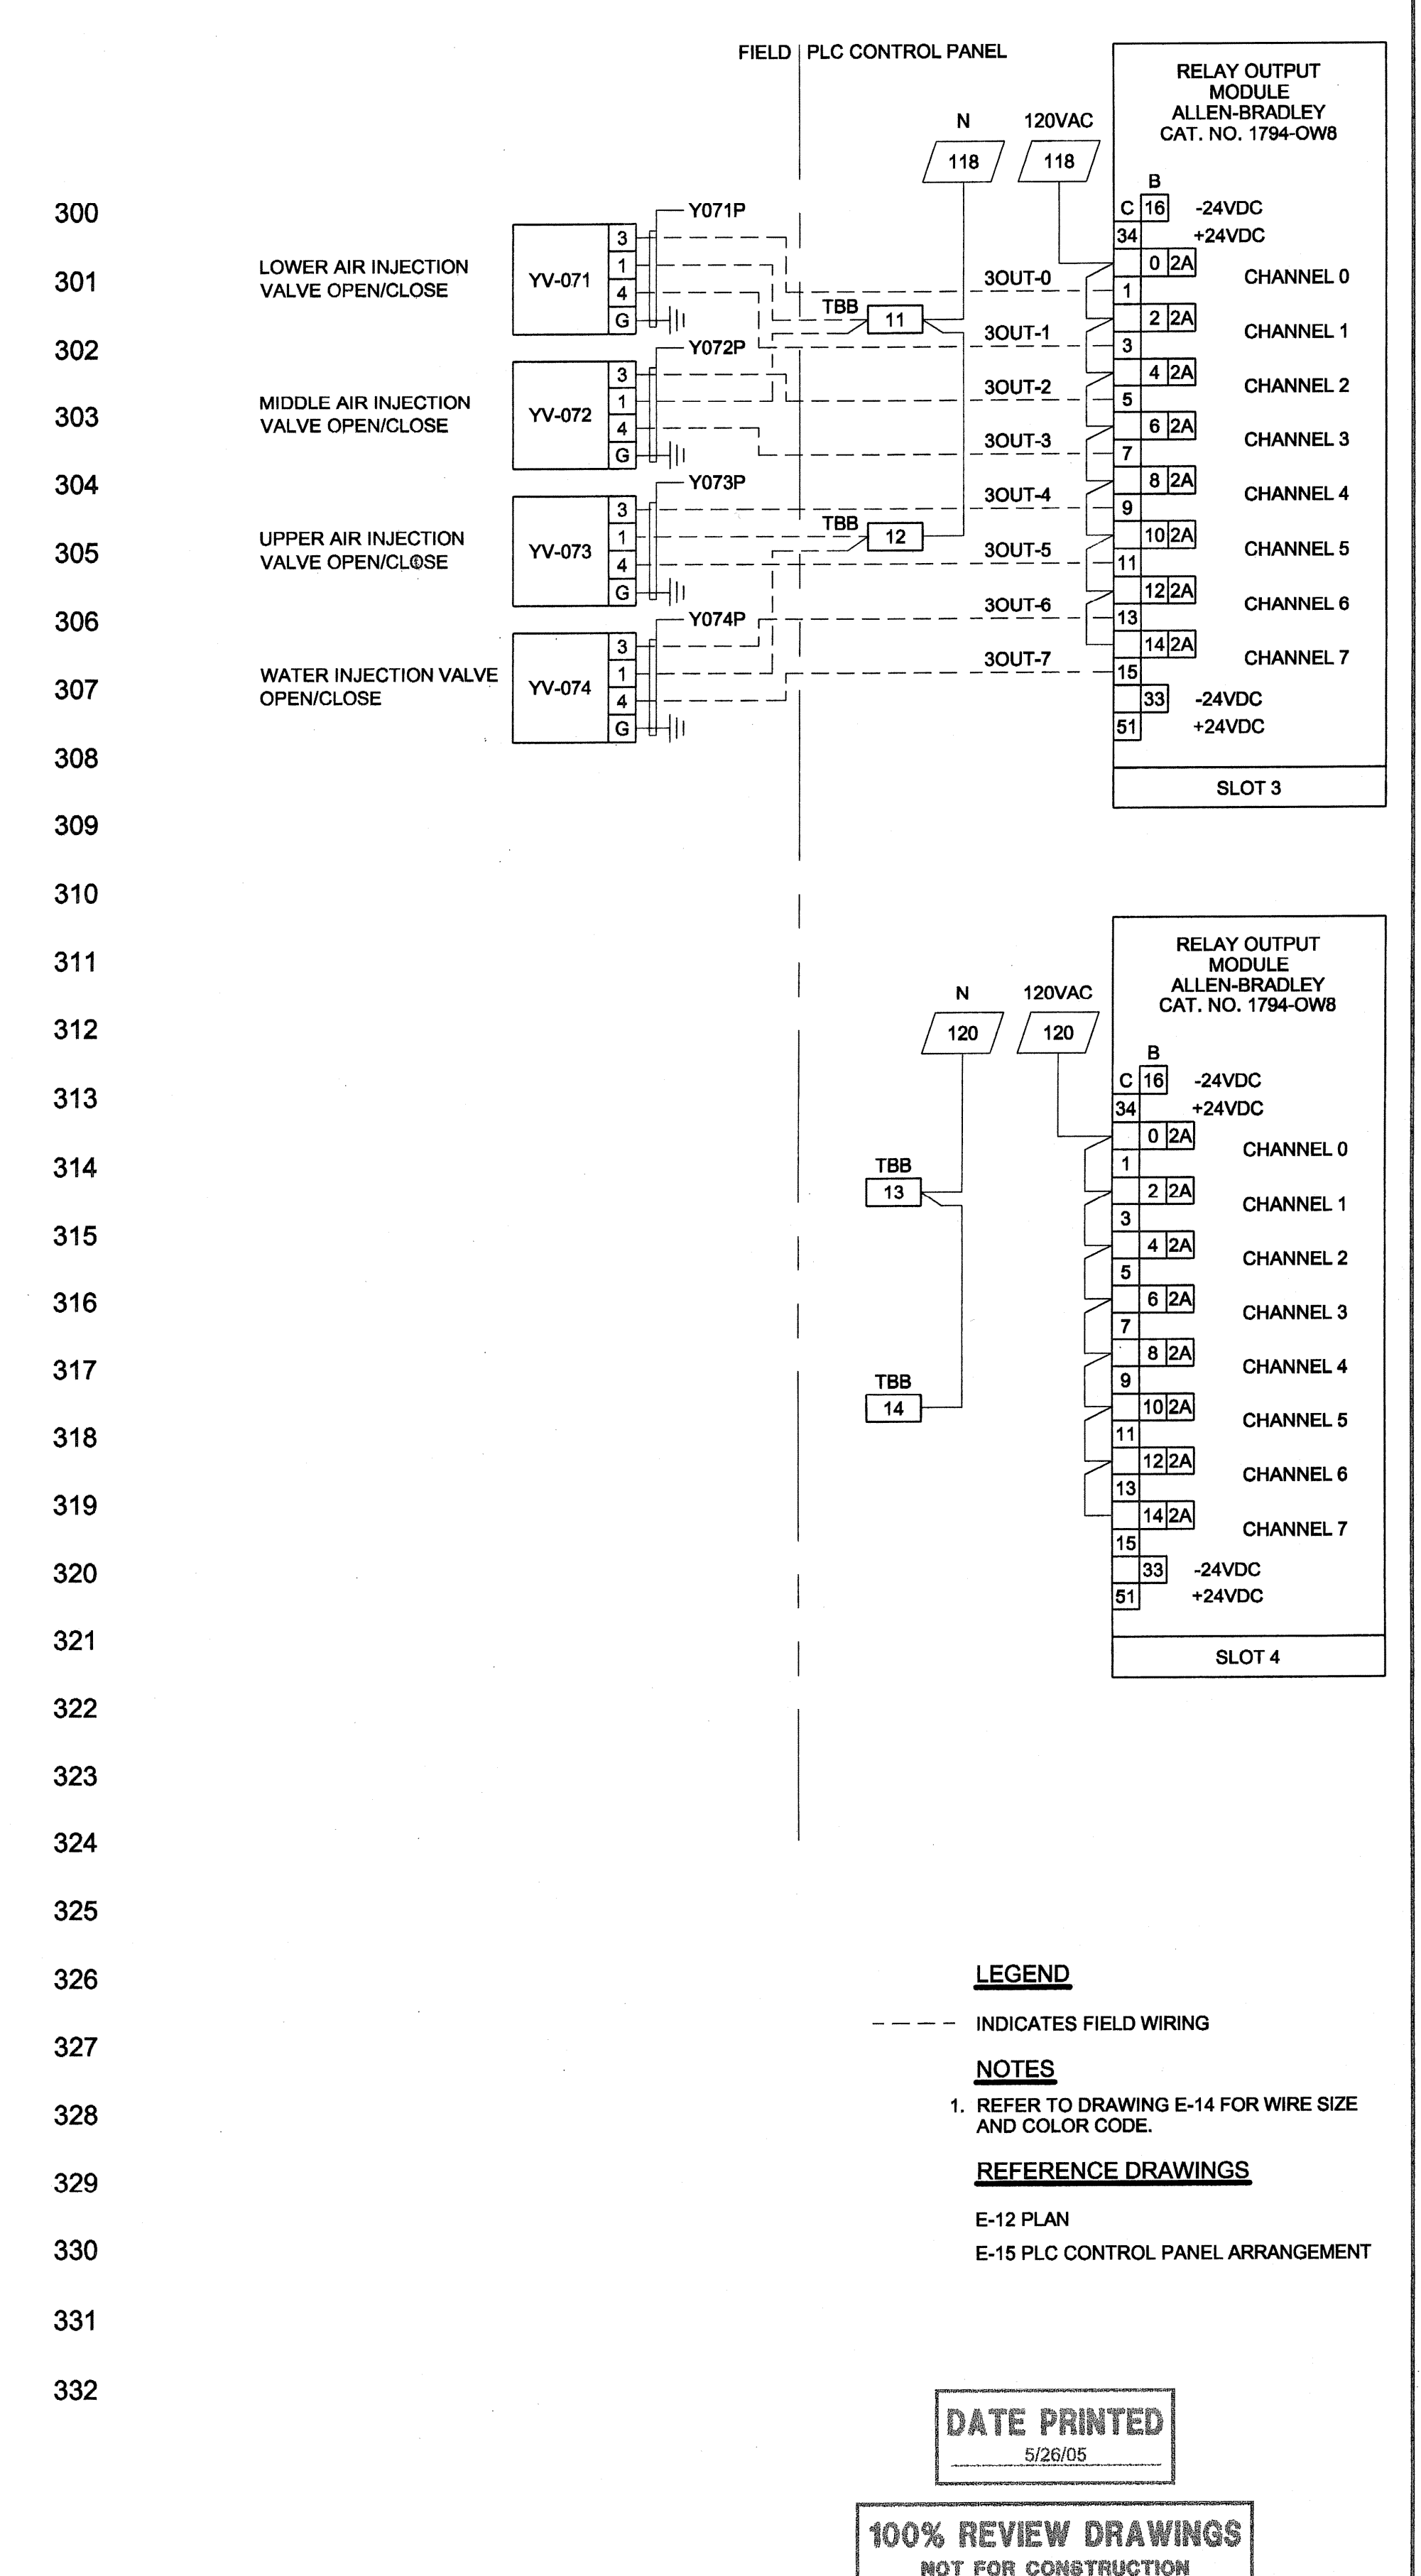 FIELD PLC CONTROL PANEL
RELAY OUTPUT
MODULE
ALLEN-BRADLEY
CAT. NO. 1794-OW8
N 120VAC
118 118
B
C 16 -24VDC
34 +24VDC
0 2A
CHANNEL 0
1
2 2A
CHANNEL 1
3
4 2A
CHANNEL 2
5
6 2A
CHANNEL 3
7
8 2A
CHANNEL 4
9
10 2A
CHANNEL 5
11
12 2A
CHANNEL 6
13
14 2A
CHANNEL 7
15
33 -24VDC
51 +24VDC
SLOT 3
3OUT-0
3OUT-1
3OUT-2
3OUT-3
3OUT-4
3OUT-5
3OUT-6
3OUT-7
TBB
11
TBB
12
Y071P
LOWER AIR INJECTION
VALVE OPEN/CLOSE
YV-071
3
1
4
G
Y072P
MIDDLE AIR INJECTION
VALVE OPEN/CLOSE
YV-072
3
1
4
G
Y073P
UPPER AIR INJECTION
VALVE OPEN/CLOSE
YV-073
3
1
4
G
Y074P
WATER INJECTION VALVE
OPEN/CLOSE
YV-074
3
1
4
G
300
301
302
303
304
305
306
307
308
309
310
311
312
313
314
315
316
317
318
319
320
321
322
323
324
325
326
327
328
329
330
331
332
RELAY OUTPUT
MODULE
ALLEN-BRADLEY
CAT. NO. 1794-OW8
N 120VAC
120 120
B
C 16 -24VDC
34 +24VDC
0 2A
CHANNEL 0
1
2 2A
CHANNEL 1
3
4 2A
CHANNEL 2
5
6 2A
CHANNEL 3
7
8 2A
CHANNEL 4
9
10 2A
CHANNEL 5
11
12 2A
CHANNEL 6
13
14 2A
CHANNEL 7
15
33 -24VDC
51 +24VDC
SLOT 4
TBB
13
TBB
14
LEGEND
INDICATES FIELD WIRING
NOTES
1. REFER TO DRAWING E-14 FOR WIRE SIZE
AND COLOR CODE.
REFERENCE DRAWINGS
E-12 PLAN
E-15 PLC CONTROL PANEL ARRANGEMENT
DATE PRINTED
5/26/05
100% REVIEW DRAWINGS
NOT FOR CONSTRUCTION